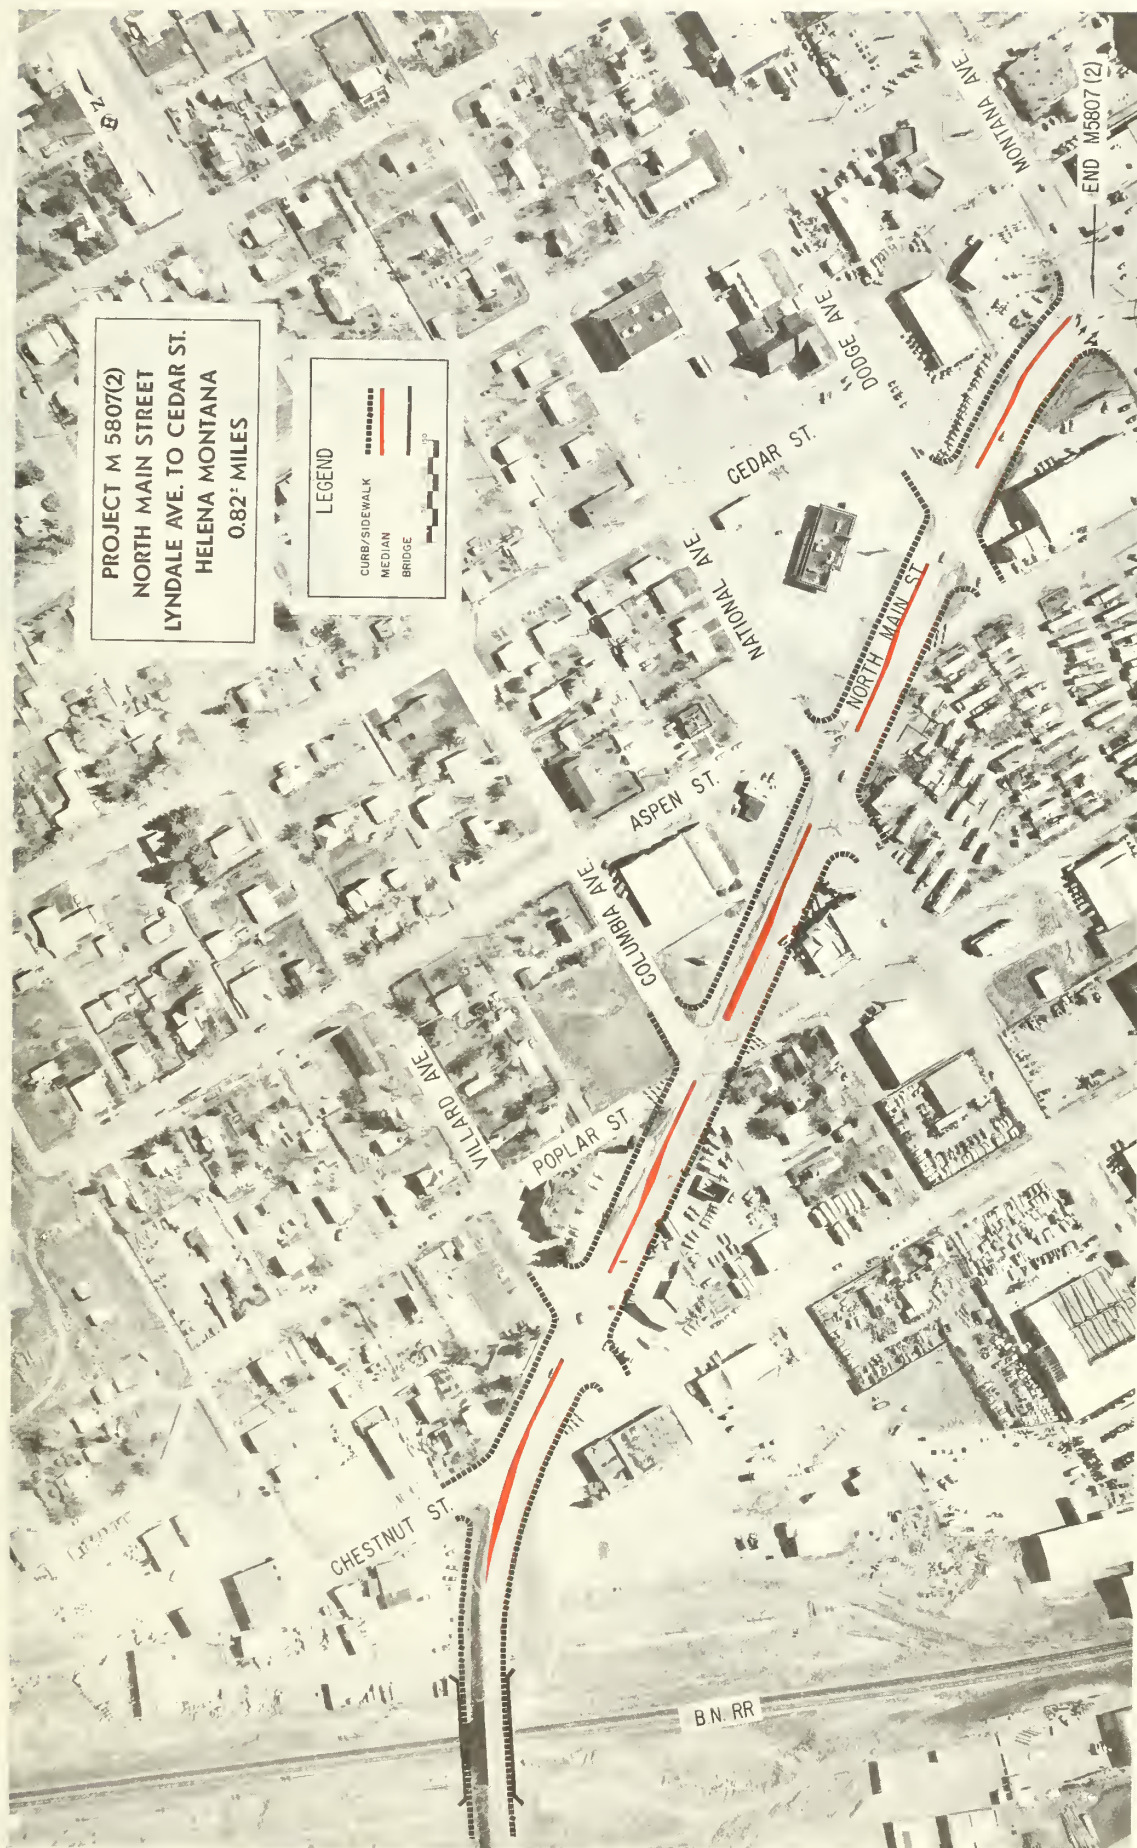 PROJECT M 5807(2)
NORTH MAIN STREET
LYNDALE AVE. TO CEDAR ST.
HELENA MONTANA
0.82± MILES
LEGEND
CURB/SIDEWALK
MEDIAN
BRIDGE
150
N
MONTANA AVE
END M5807(2)
DODGE AVE
CEDAR ST.
NATIONAL AVE
NORTH MAIN ST
ASPEN ST.
COLUMBIA AVE
VILLARD AVE.
POPLAR ST.
CHESTNUT ST.
B.N. RR